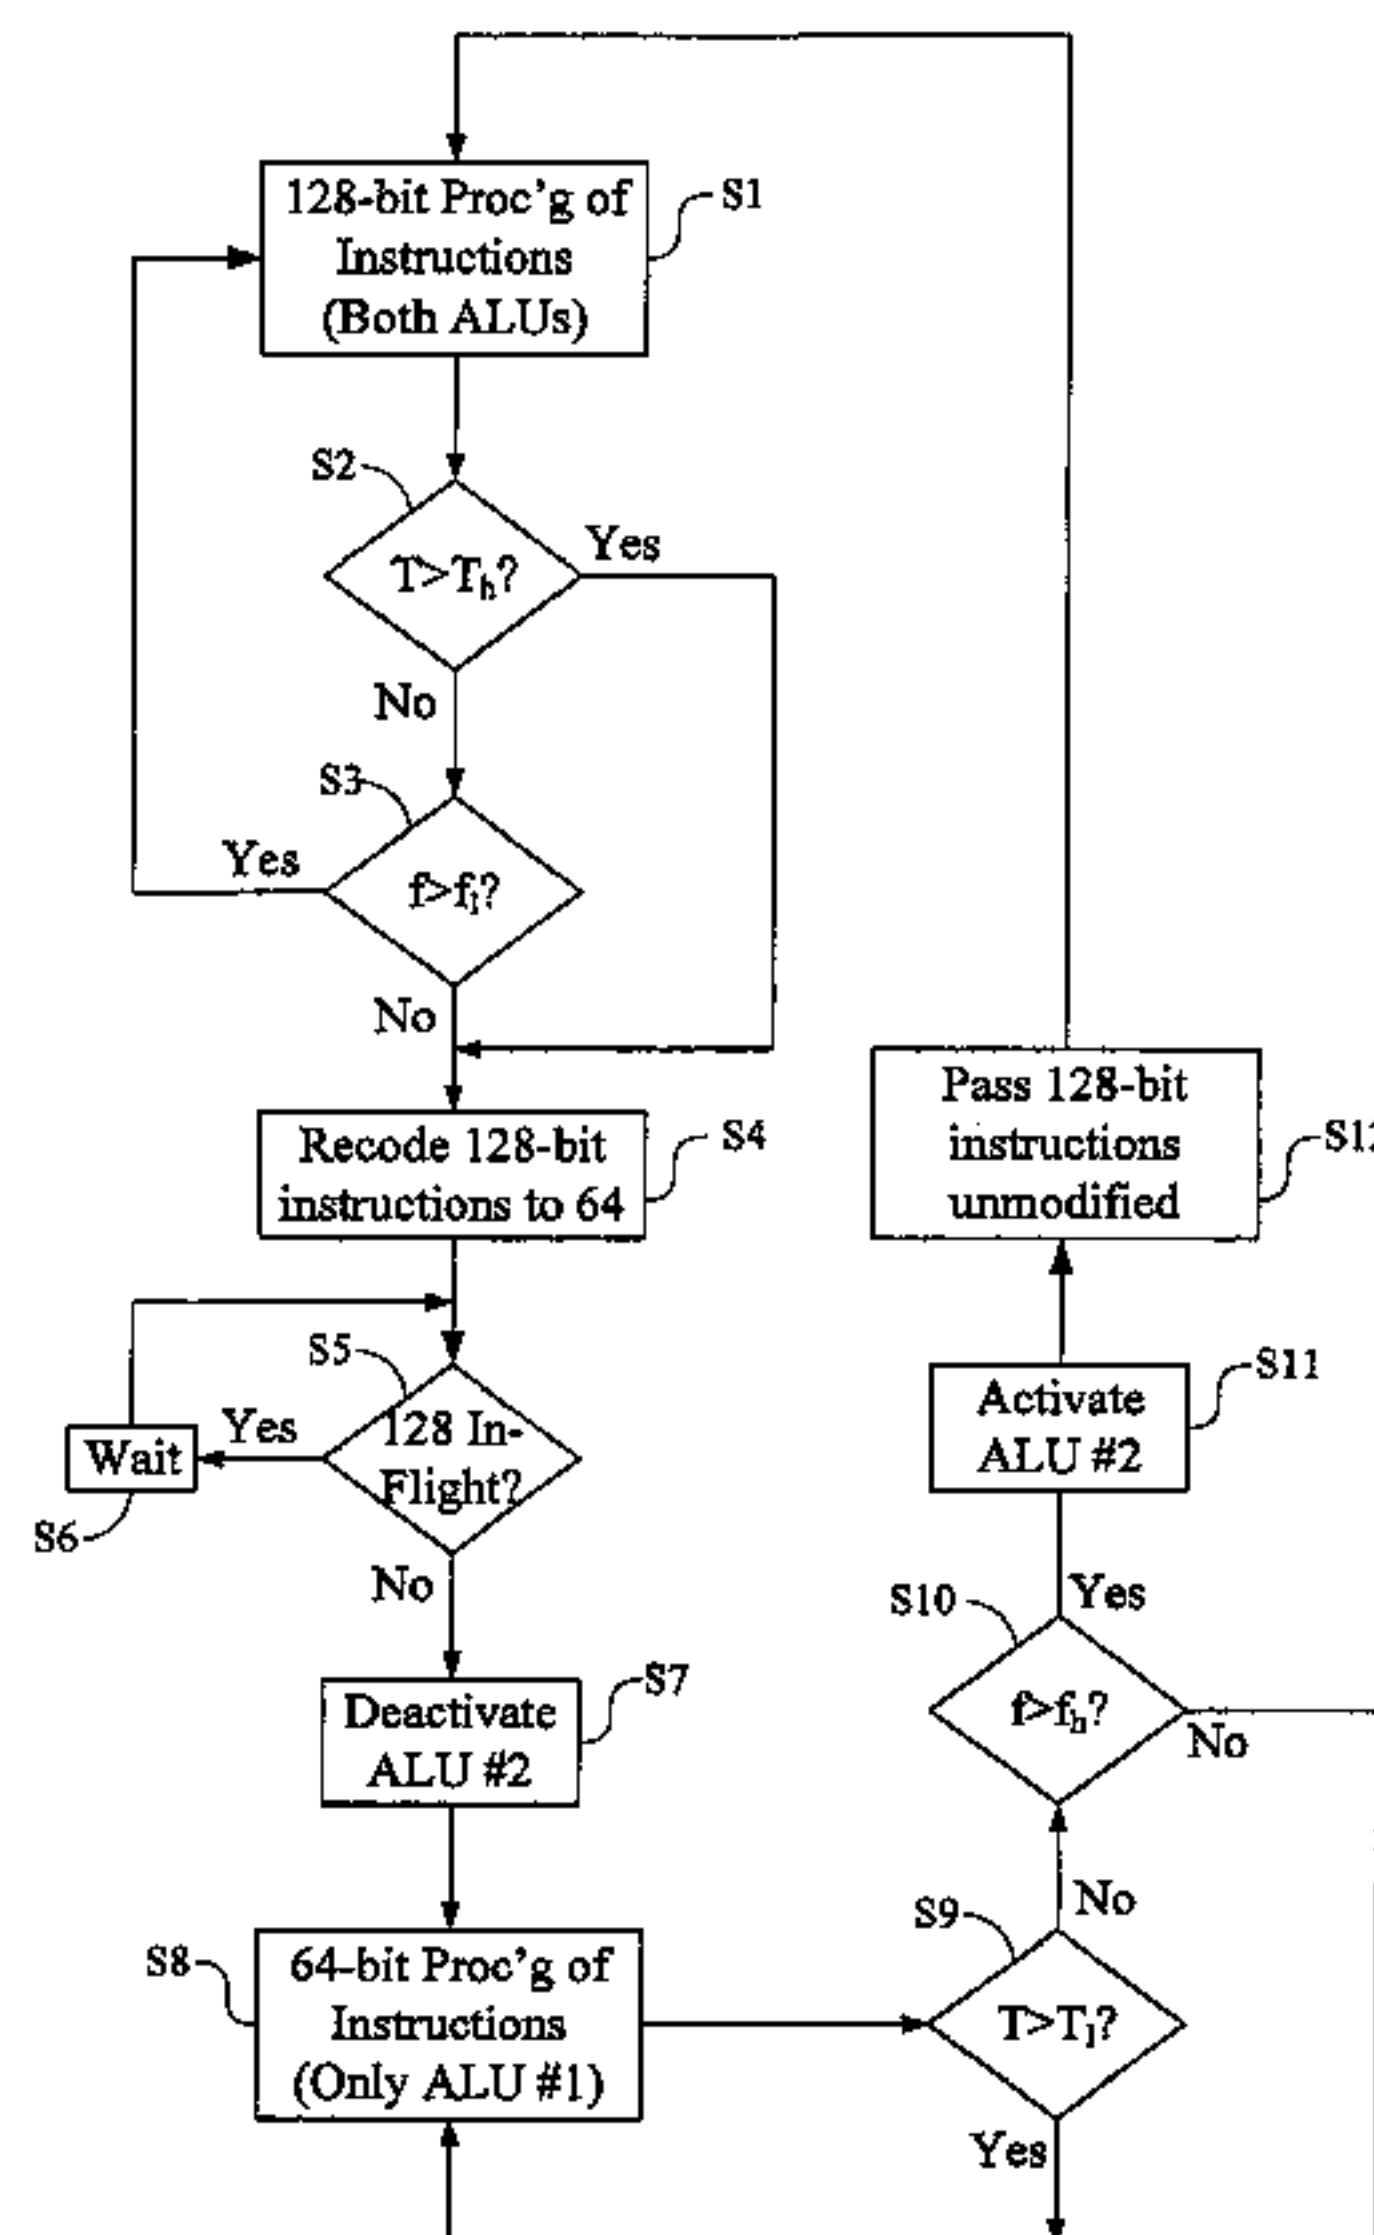 128-bit Proc'g of
Instructions
(Both ALUs)
S1
S2
T>Th?
Yes
No
S3
f>fl?
Yes
No
Recode 128-bit
instructions to 64
S4
S5
128 In-
Flight?
Yes
Wait
S6
No
Deactivate
ALU #2
S7
S8
64-bit Proc'g of
Instructions
(Only ALU #1)
S9
T>Tl?
Yes
No
S10
f>fh?
Yes
No
Activate
ALU #2
S11
Pass 128-bit
instructions
unmodified
S12